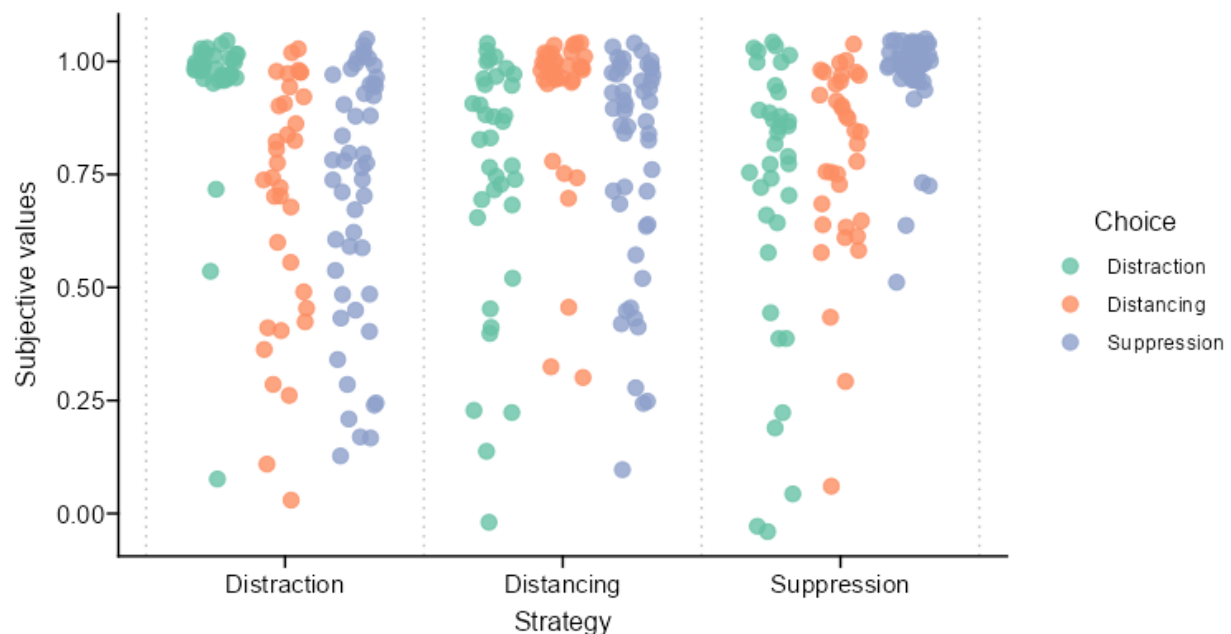 Subjective values
1.00
0.75
0.50
0.25
0.00
Distraction
Distancing
Suppression
Strategy
Choice
Distraction
Distancing
Suppression